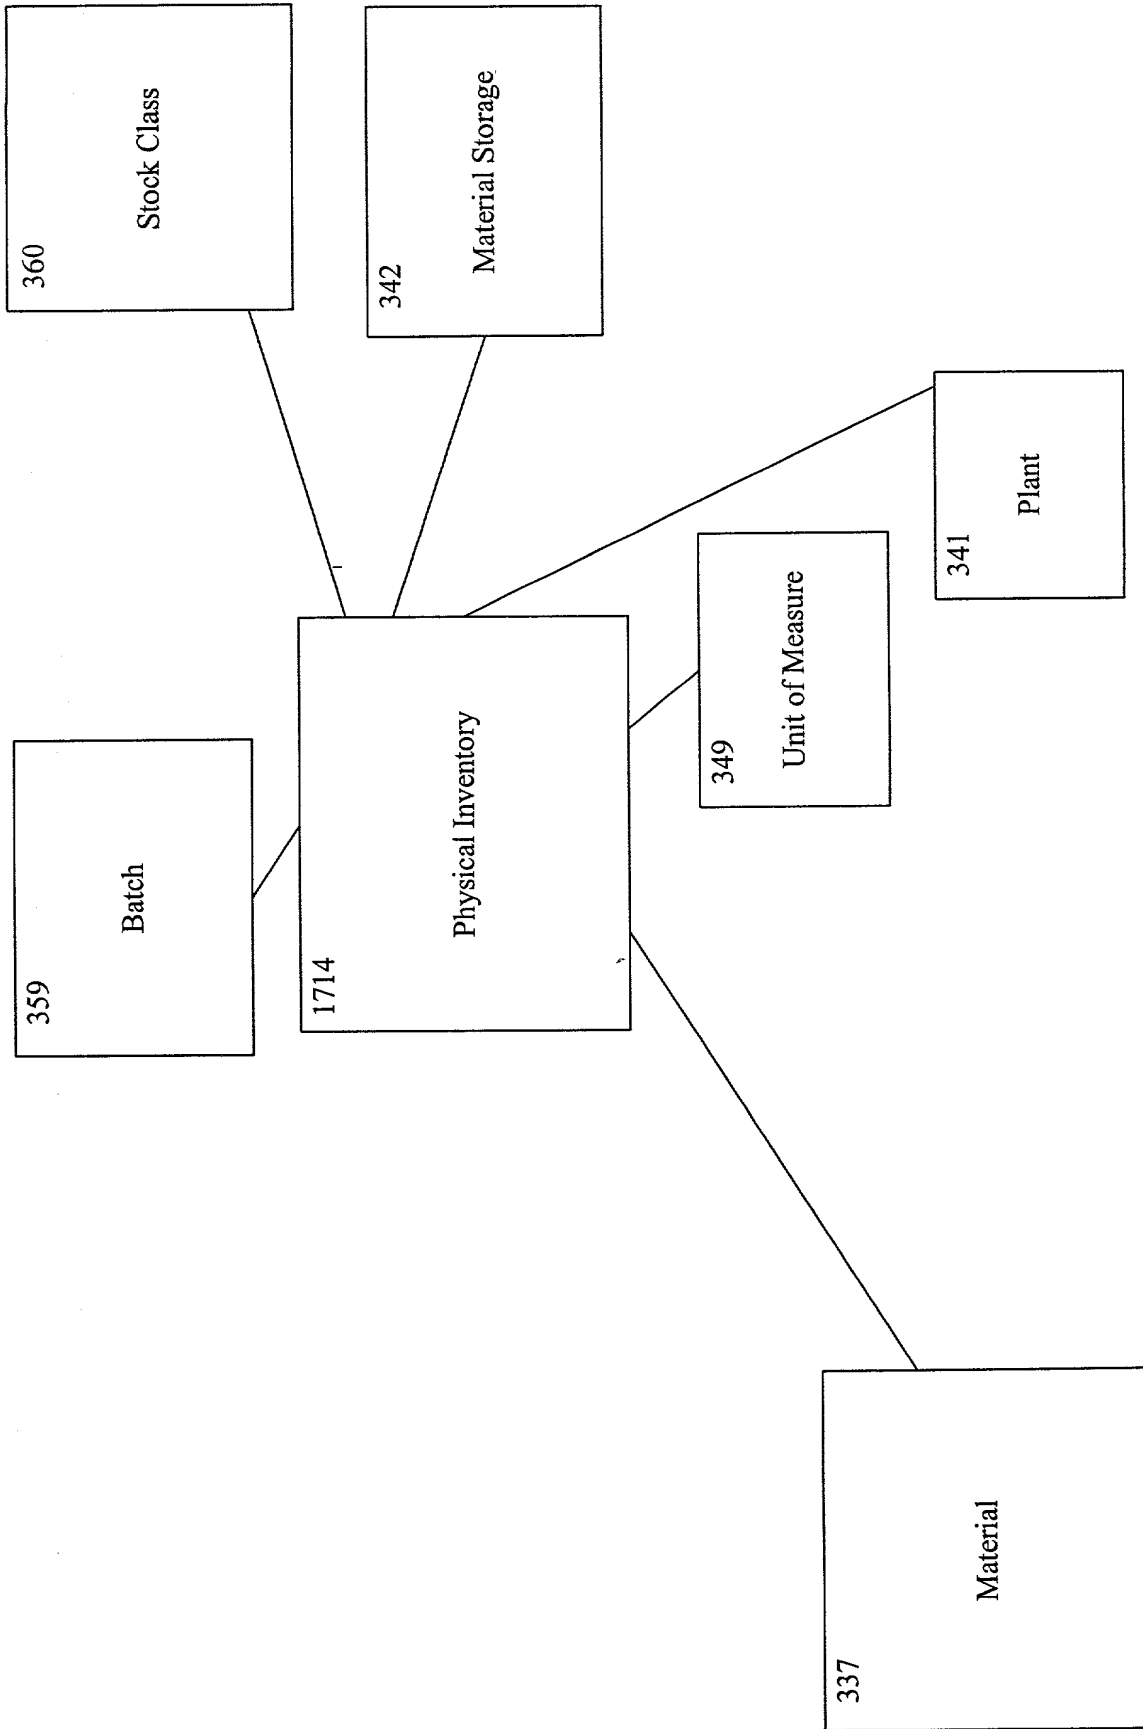 359
Batch
360
Stock Class
1714
Physical Inventory
342
Material Storage
349
Unit of Measure
337
Material
341
Plant